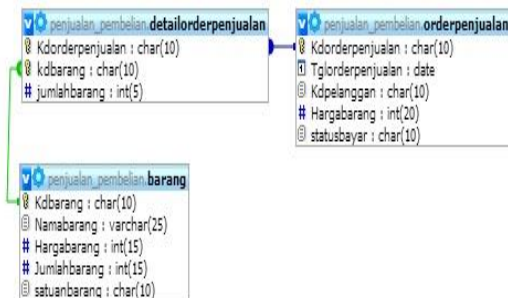 penjualan_pembelian.detailorderpenjualan
Kdorderpenjualan : char(10)
kdbarang : char(10)
# jumlahbarang : int(5)
penjualan_pembelian.orderpenjualan
Kdorderpenjualan : char(10)
Tglorderpenjualan : date
Kdpelanggan : char(10)
# Hargabarang : int(20)
statusbayar : char(10)
penjualan_pembelian.barang
Kdbarang : char(10)
Namabarang : varchar(25)
# Hargabarang : int(15)
# Jumlahbarang : int(15)
satuanbarang : char(10)